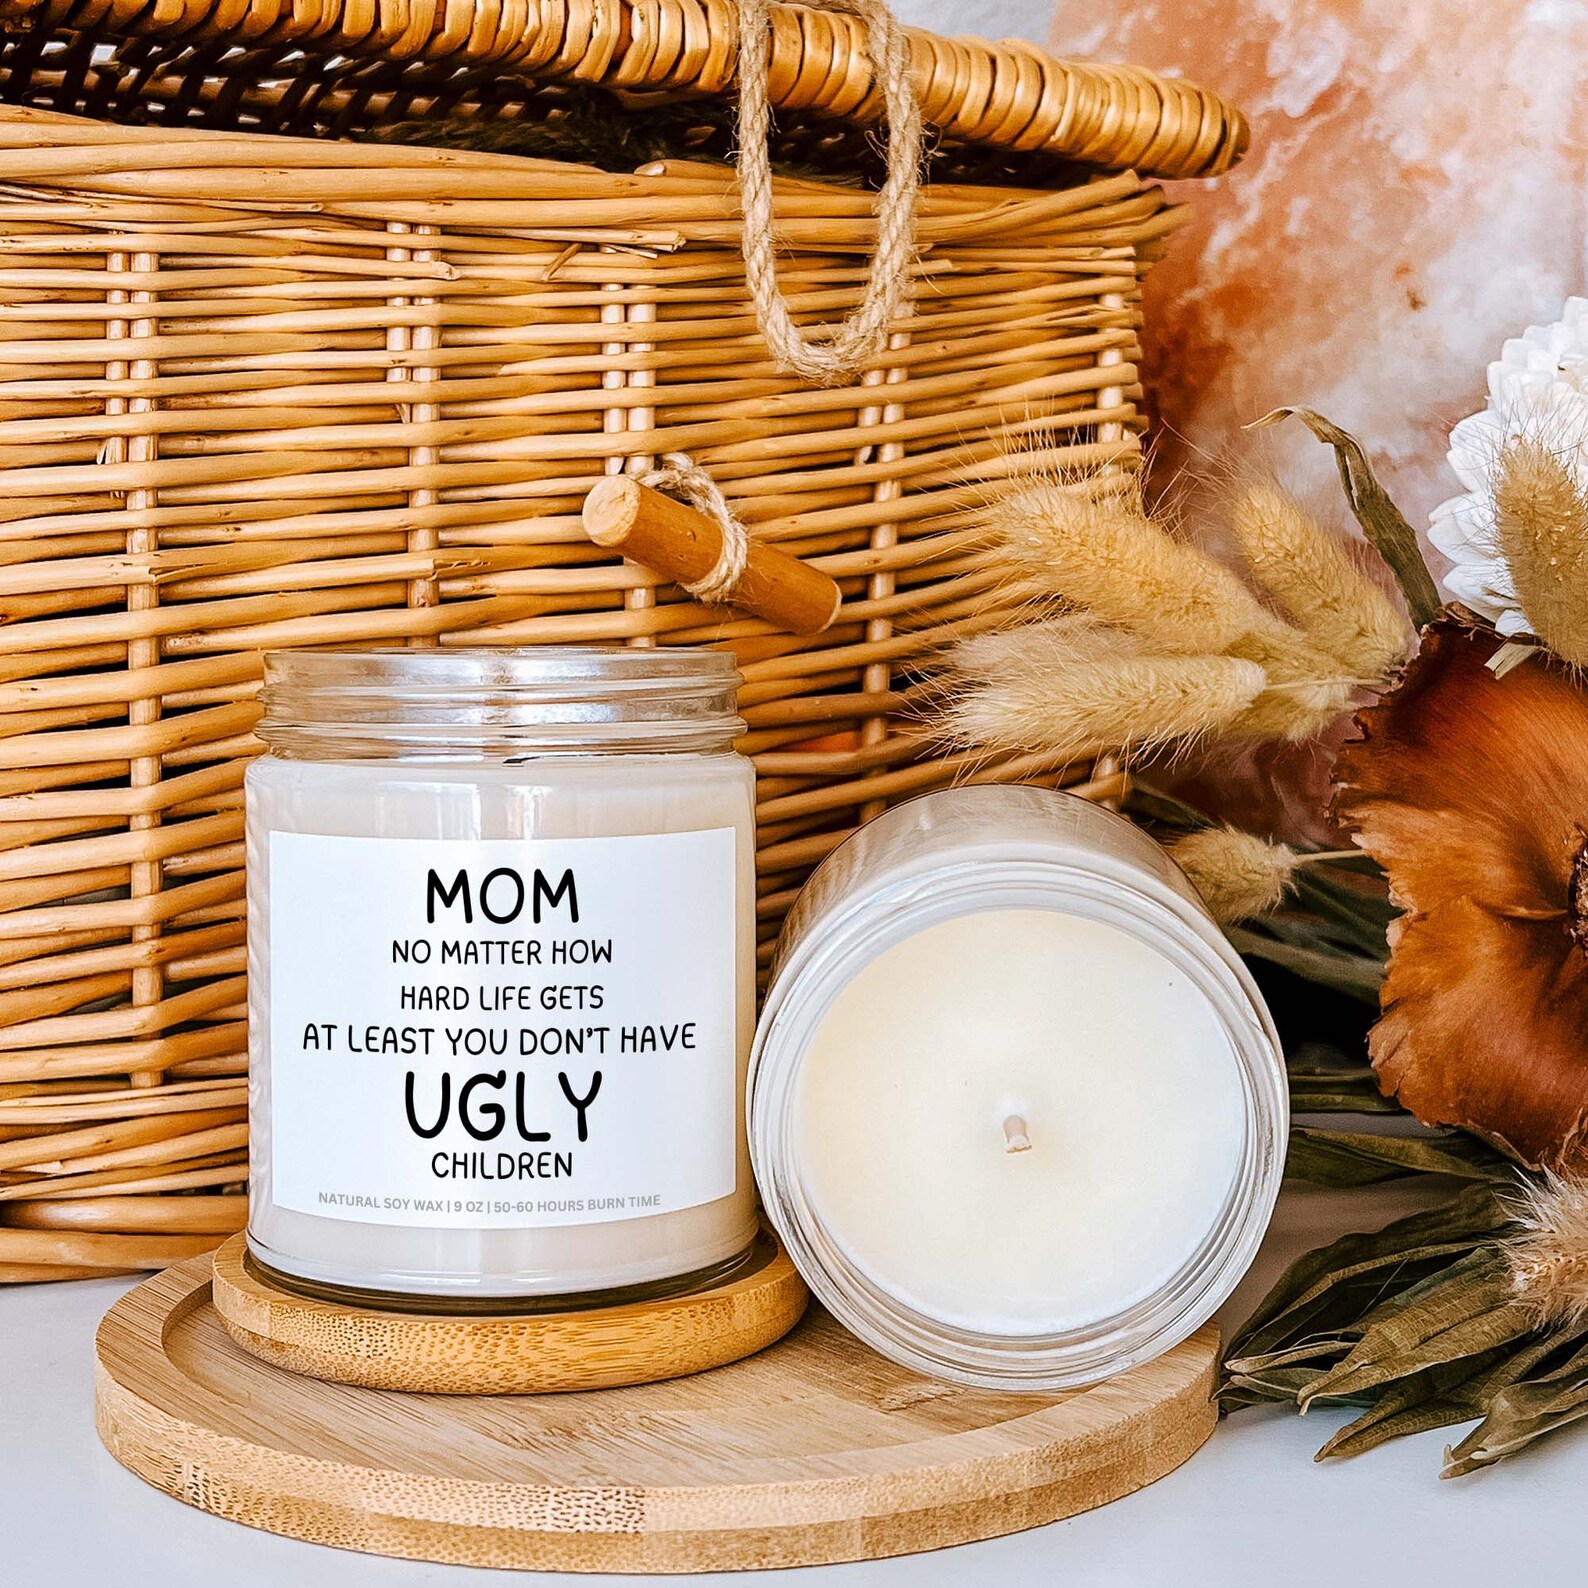 MOM
NO MATTER HOW
HARD LIFE GETS
AT LEAST YOU DON'T HAVE
UGLY
CHILDREN
NATURAL SOY WAX | 9 OZ | 50-60 HOURS BURN TIME